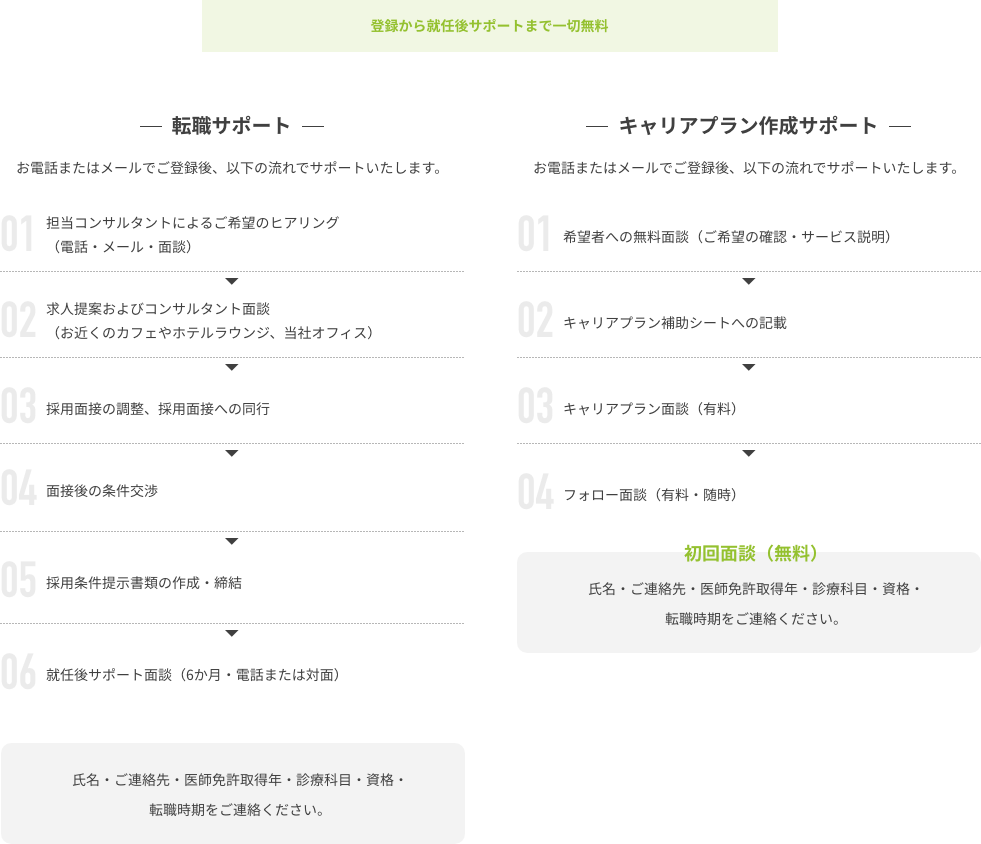 登録から就任後サポートまで一切無料
転職サポート
お電話またはメールでご登録後、以下の流れでサポートいたします。
01
担当コンサルタントによるご希望のヒアリング
（電話・メール・面談）
02
求人提案およびコンサルタント面談
（お近くのカフェやホテルラウンジ、当社オフィス）
03
採用面接の調整、採用面接への同行
04
面接後の条件交渉
05
採用条件提示書類の作成・締結
06
就任後サポート面談（6か月・電話または対面）
氏名・ご連絡先・医師免許取得年・診療科目・資格・
転職時期をご連絡ください。
キャリアプラン作成サポート
お電話またはメールでご登録後、以下の流れでサポートいたします。
01
希望者への無料面談（ご希望の確認・サービス説明）
02
キャリアプラン補助シートへの記載
03
キャリアプラン面談（有料）
04
フォロー面談（有料・随時）
初回面談（無料）
氏名・ご連絡先・医師免許取得年・診療科目・資格・
転職時期をご連絡ください。